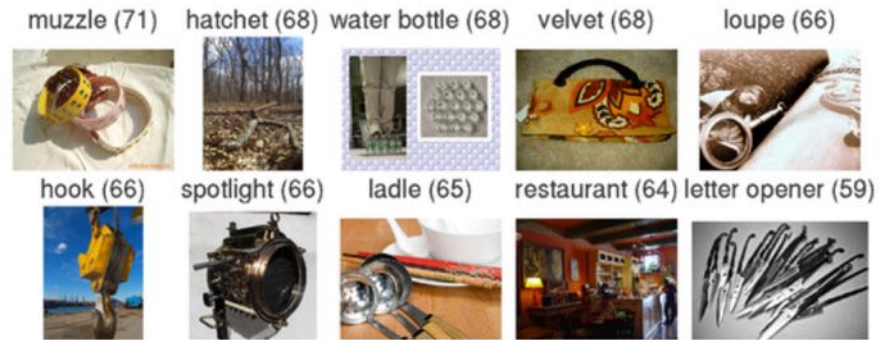 muzzle (71) hatchet (68) water bottle (68) velvet (68) loupe (66)
hook (66) spotlight (66) ladle (65) restaurant (64) letter opener (59)